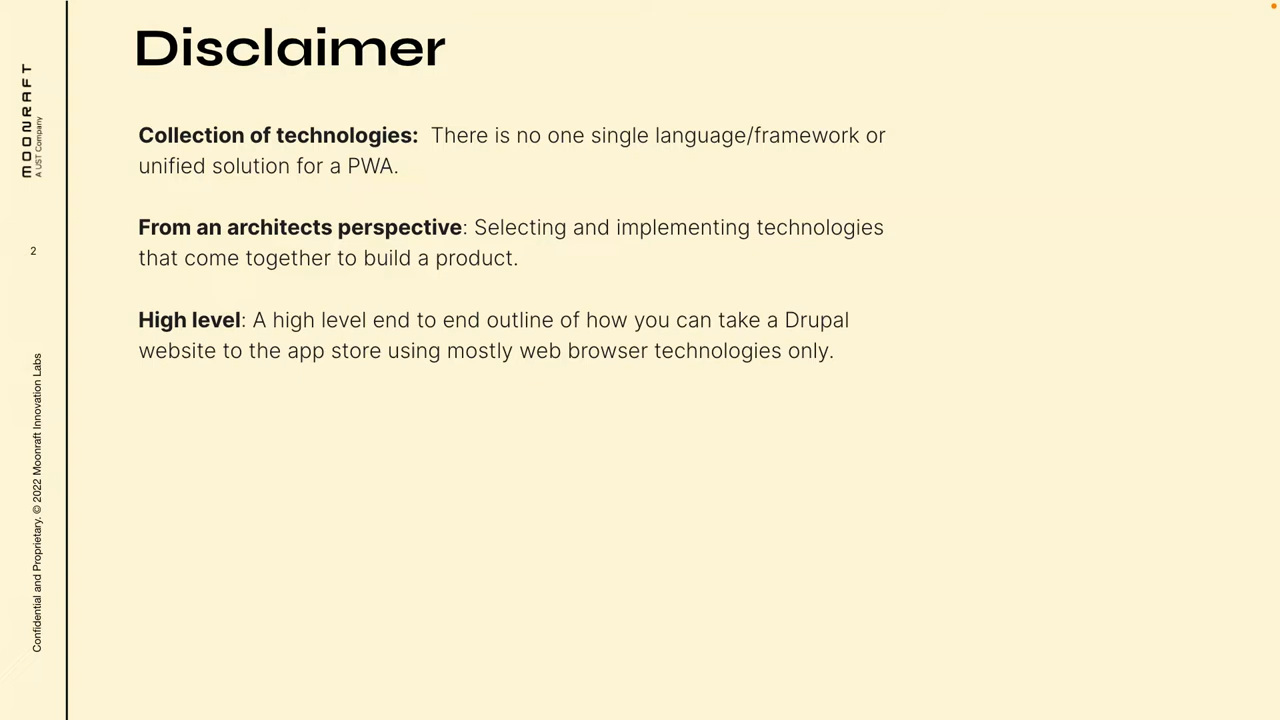 Disclaimer
Collection of technologies: There is no one single language/framework or
unified solution for a PWA.
From an architects perspective: Selecting and implementing technologies
that come together to build a product.
High level: A high level end to end outline of how you can take a Drupal
website to the app store using mostly web browser technologies only.
MOONRAFT
A UST Company
2
Confidential and Proprietary. © 2022 Moonraft Innovation Labs